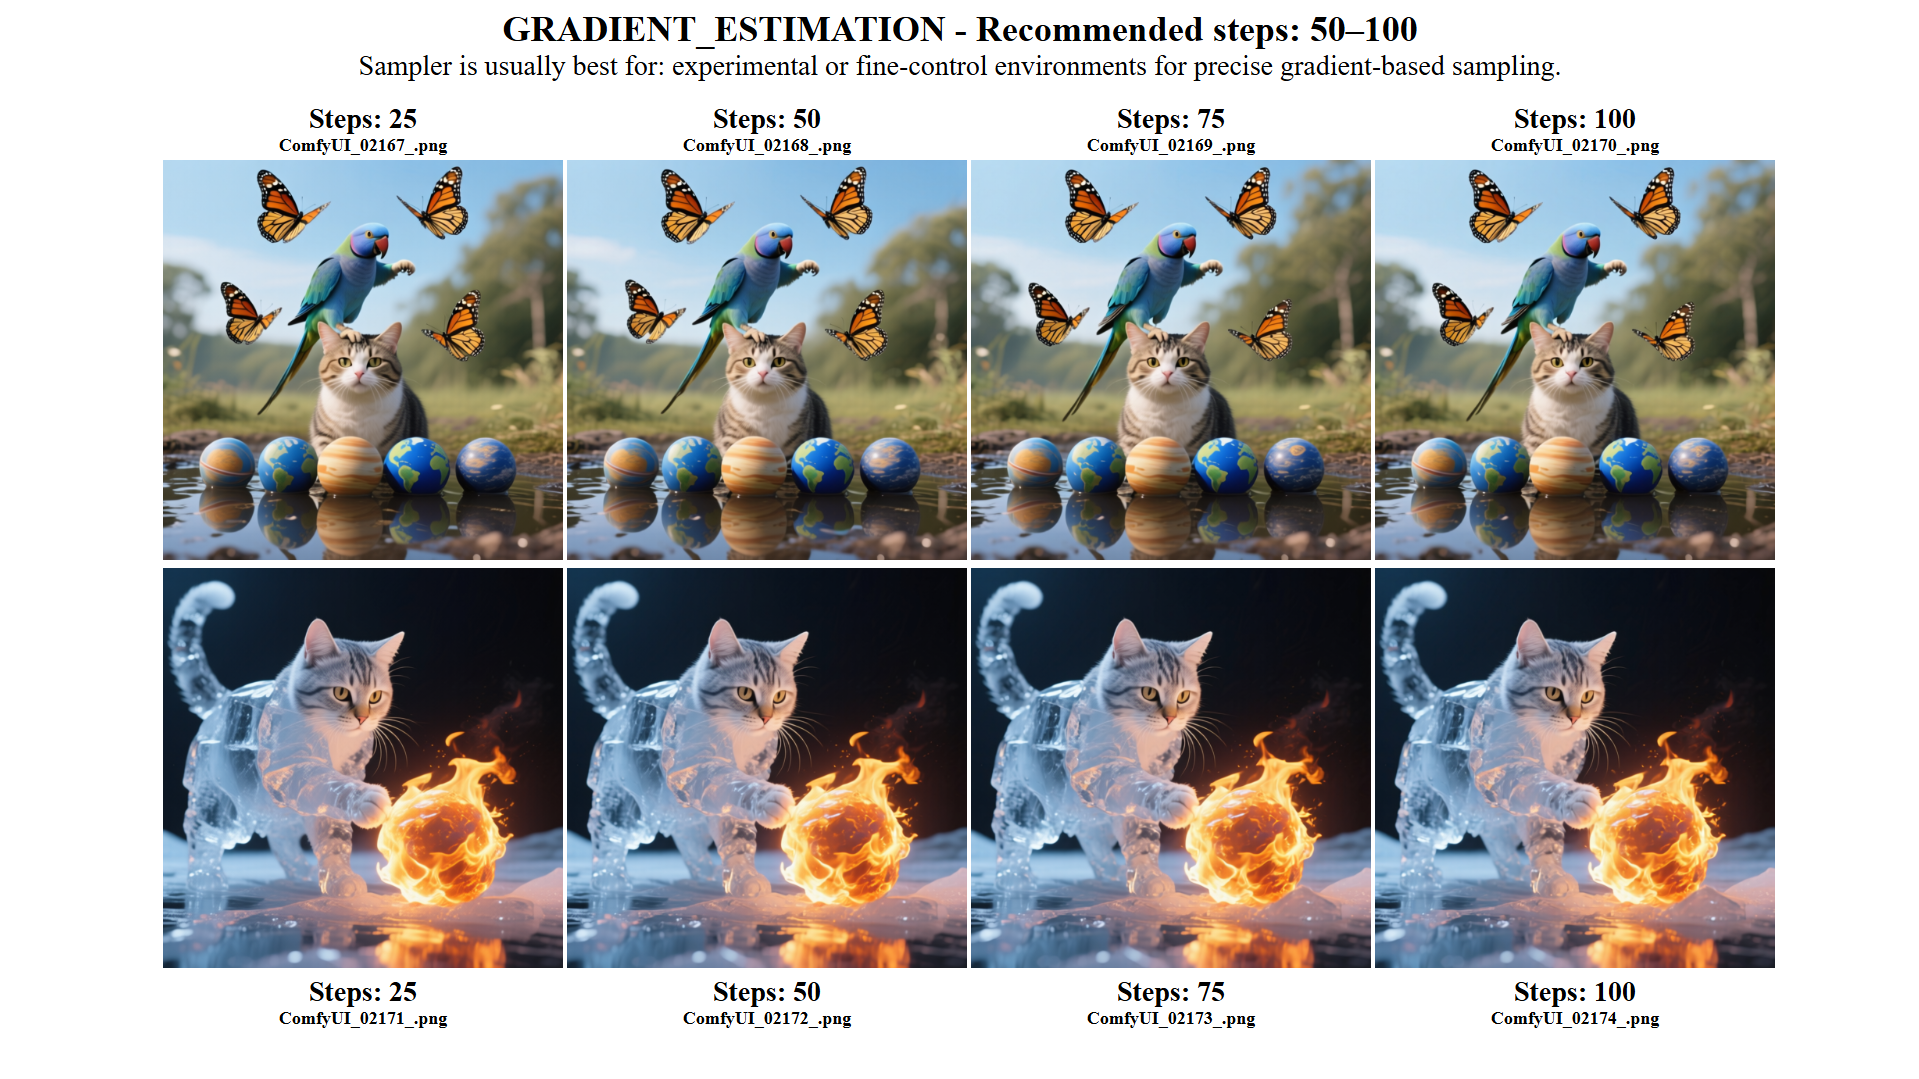 GRADIENT_ESTIMATION - Recommended steps: 50–100
Sampler is usually best for: experimental or fine-control environments for precise gradient-based sampling.
Steps: 25
ComfyUI_02167_.png
Steps: 50
ComfyUI_02168_.png
Steps: 75
ComfyUI_02169_.png
Steps: 100
ComfyUI_02170_.png
Steps: 25
ComfyUI_02171_.png
Steps: 50
ComfyUI_02172_.png
Steps: 75
ComfyUI_02173_.png
Steps: 100
ComfyUI_02174_.png